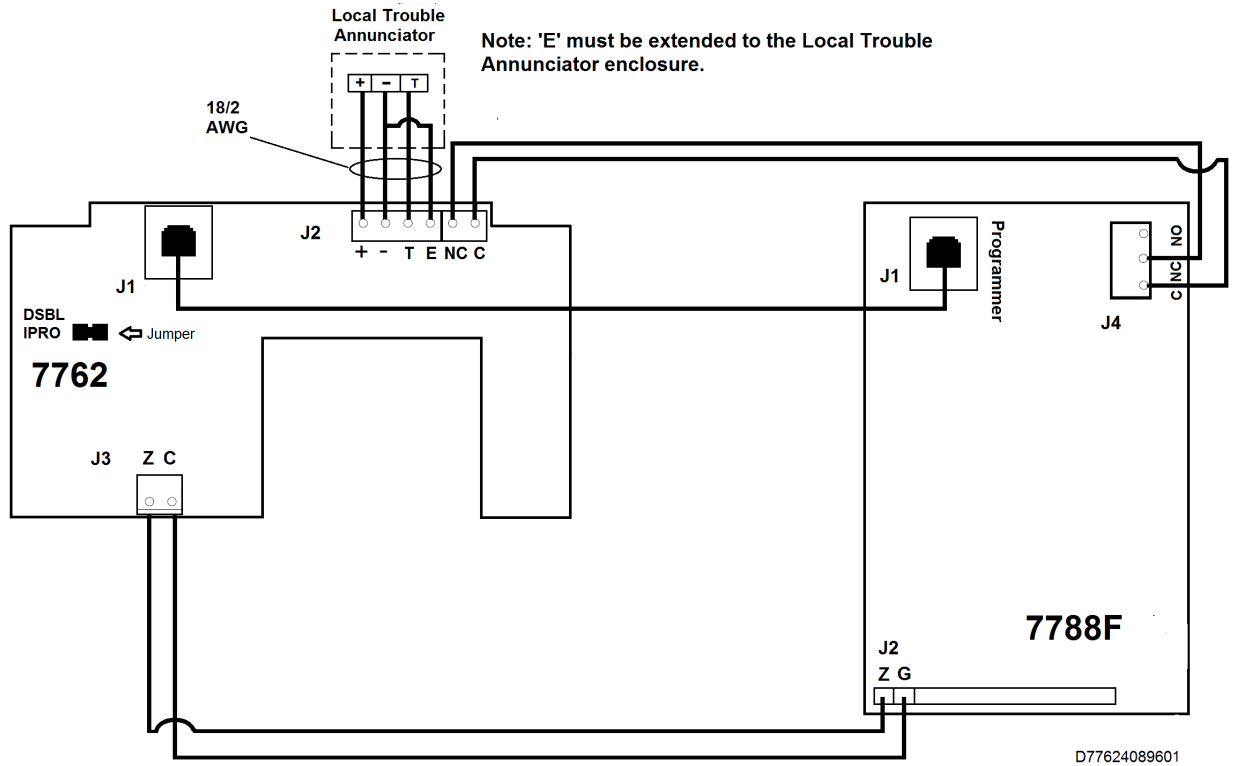 Local Trouble
Annunciator
Note: 'E' must be extended to the Local Trouble
Annunciator enclosure.
+ − T
18/2
AWG
J2
+ - T E NC C
J1
DSBL
IPRO
Jumper
7762
J3 Z C
J1
Programmer
NO
NC
C
J4
7788F
J2
Z G
D77624089601